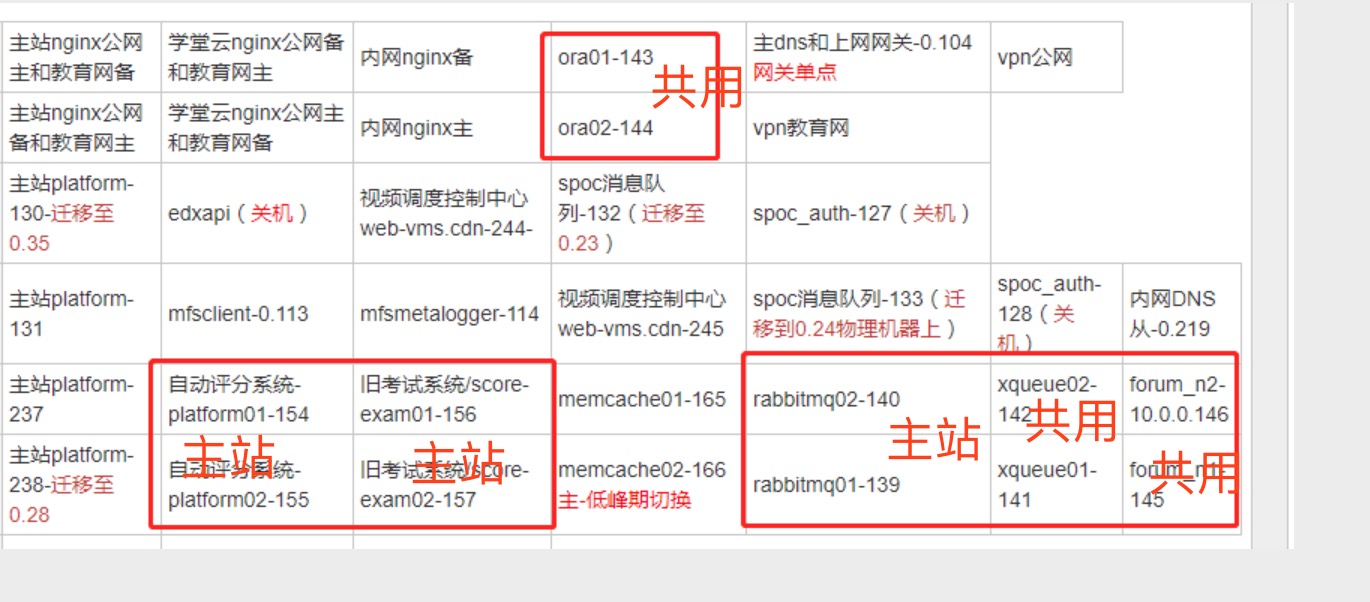 主站nginx公网
主和教育网备
学堂云nginx公网备
和教育网主
内网nginx备
ora01-143
主dns和上网网关-0.104
网关单点
vpn公网
共用
主站nginx公网
备和教育网主
学堂云nginx公网主
和教育网备
内网nginx主
ora02-144
vpn教育网
主站platform-
130-迁移至
0.35
edxapi（关机）
视频调度控制中心
web-vms.cdn-244-
spoc消息队
列-132（迁移至
0.23）
spoc_auth-127（关机）
主站platform-
131
mfsclient-0.113
mfsmetalogger-114
视频调度控制中心
web-vms.cdn-245
spoc消息队列-133（迁
移到0.24物理机器上）
spoc_auth-
128（关
机）
内网DNS
从-0.219
主站platform-
237
自动评分系统-
platform01-154
旧考试系统/score-
exam01-156
memcache01-165
rabbitmq02-140
xqueue02-
142
forum_n2-
10.0.0.146
主站
主站
主站
共用
共用
主站platform-
238-迁移至
0.28
自动评分系统-
platform02-155
旧考试系统/score-
exam02-157
memcache02-166
主-低峰期切换
rabbitmq01-139
xqueue01-
141
forum_n1-
145